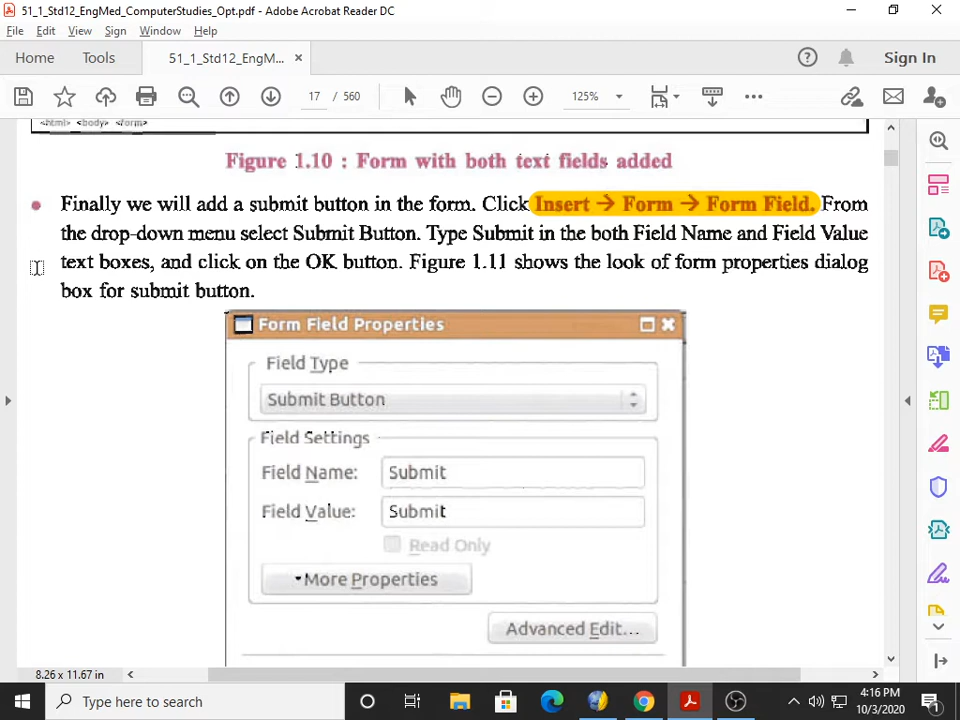 51_1_Std12_EngMed_ComputerStudies_Opt.pdf - Adobe Acrobat Reader DC
File Edit View Sign Window Help
Home Tools 51_1_Std12_EngM... Sign In
17 / 560 125%
<html> <body> <form>
Figure 1.10 : Form with both text fields added
Finally we will add a submit button in the form. Click Insert → Form → Form Field. From
the drop-down menu select Submit Button. Type Submit in the both Field Name and Field Value
text boxes, and click on the OK button. Figure 1.11 shows the look of form properties dialog
box for submit button.
Form Field Properties
Field Type
Submit Button
Field Settings
Field Name: Submit
Field Value: Submit
Read Only
More Properties
Advanced Edit...
8.26 x 11.67 in
Type here to search
4:16 PM
10/3/2020
1